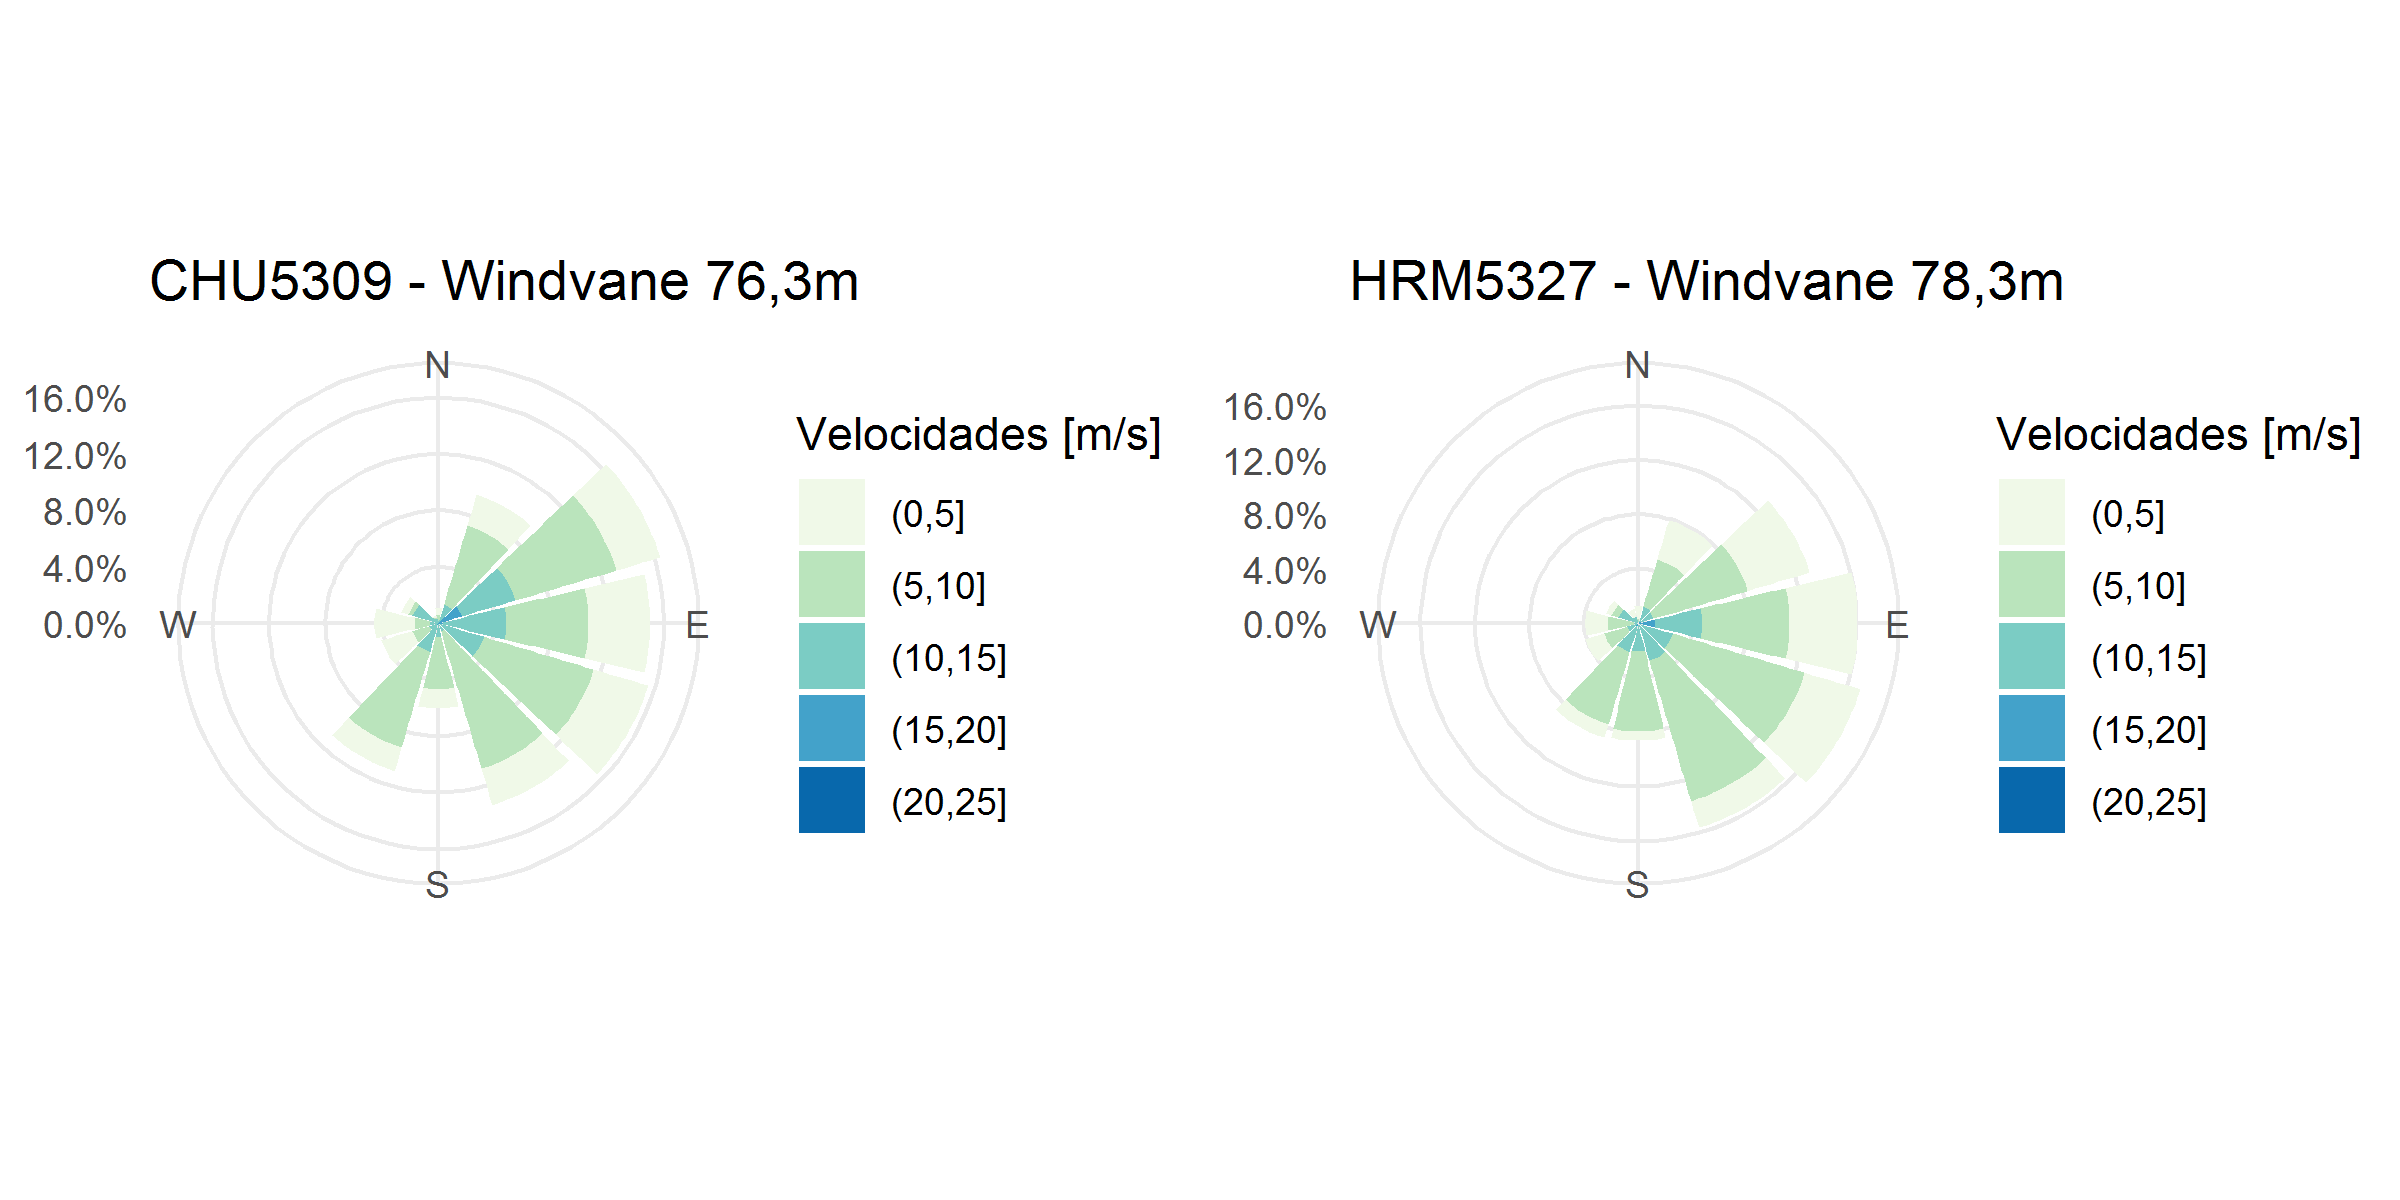 CHU5309 - Windvane 76,3m
N
16.0%
12.0%
8.0%
4.0%
0.0%
W
E
S
Velocidades [m/s]
(0,5]
(5,10]
(10,15]
(15,20]
(20,25]
HRM5327 - Windvane 78,3m
N
16.0%
12.0%
8.0%
4.0%
0.0%
W
E
S
Velocidades [m/s]
(0,5]
(5,10]
(10,15]
(15,20]
(20,25]